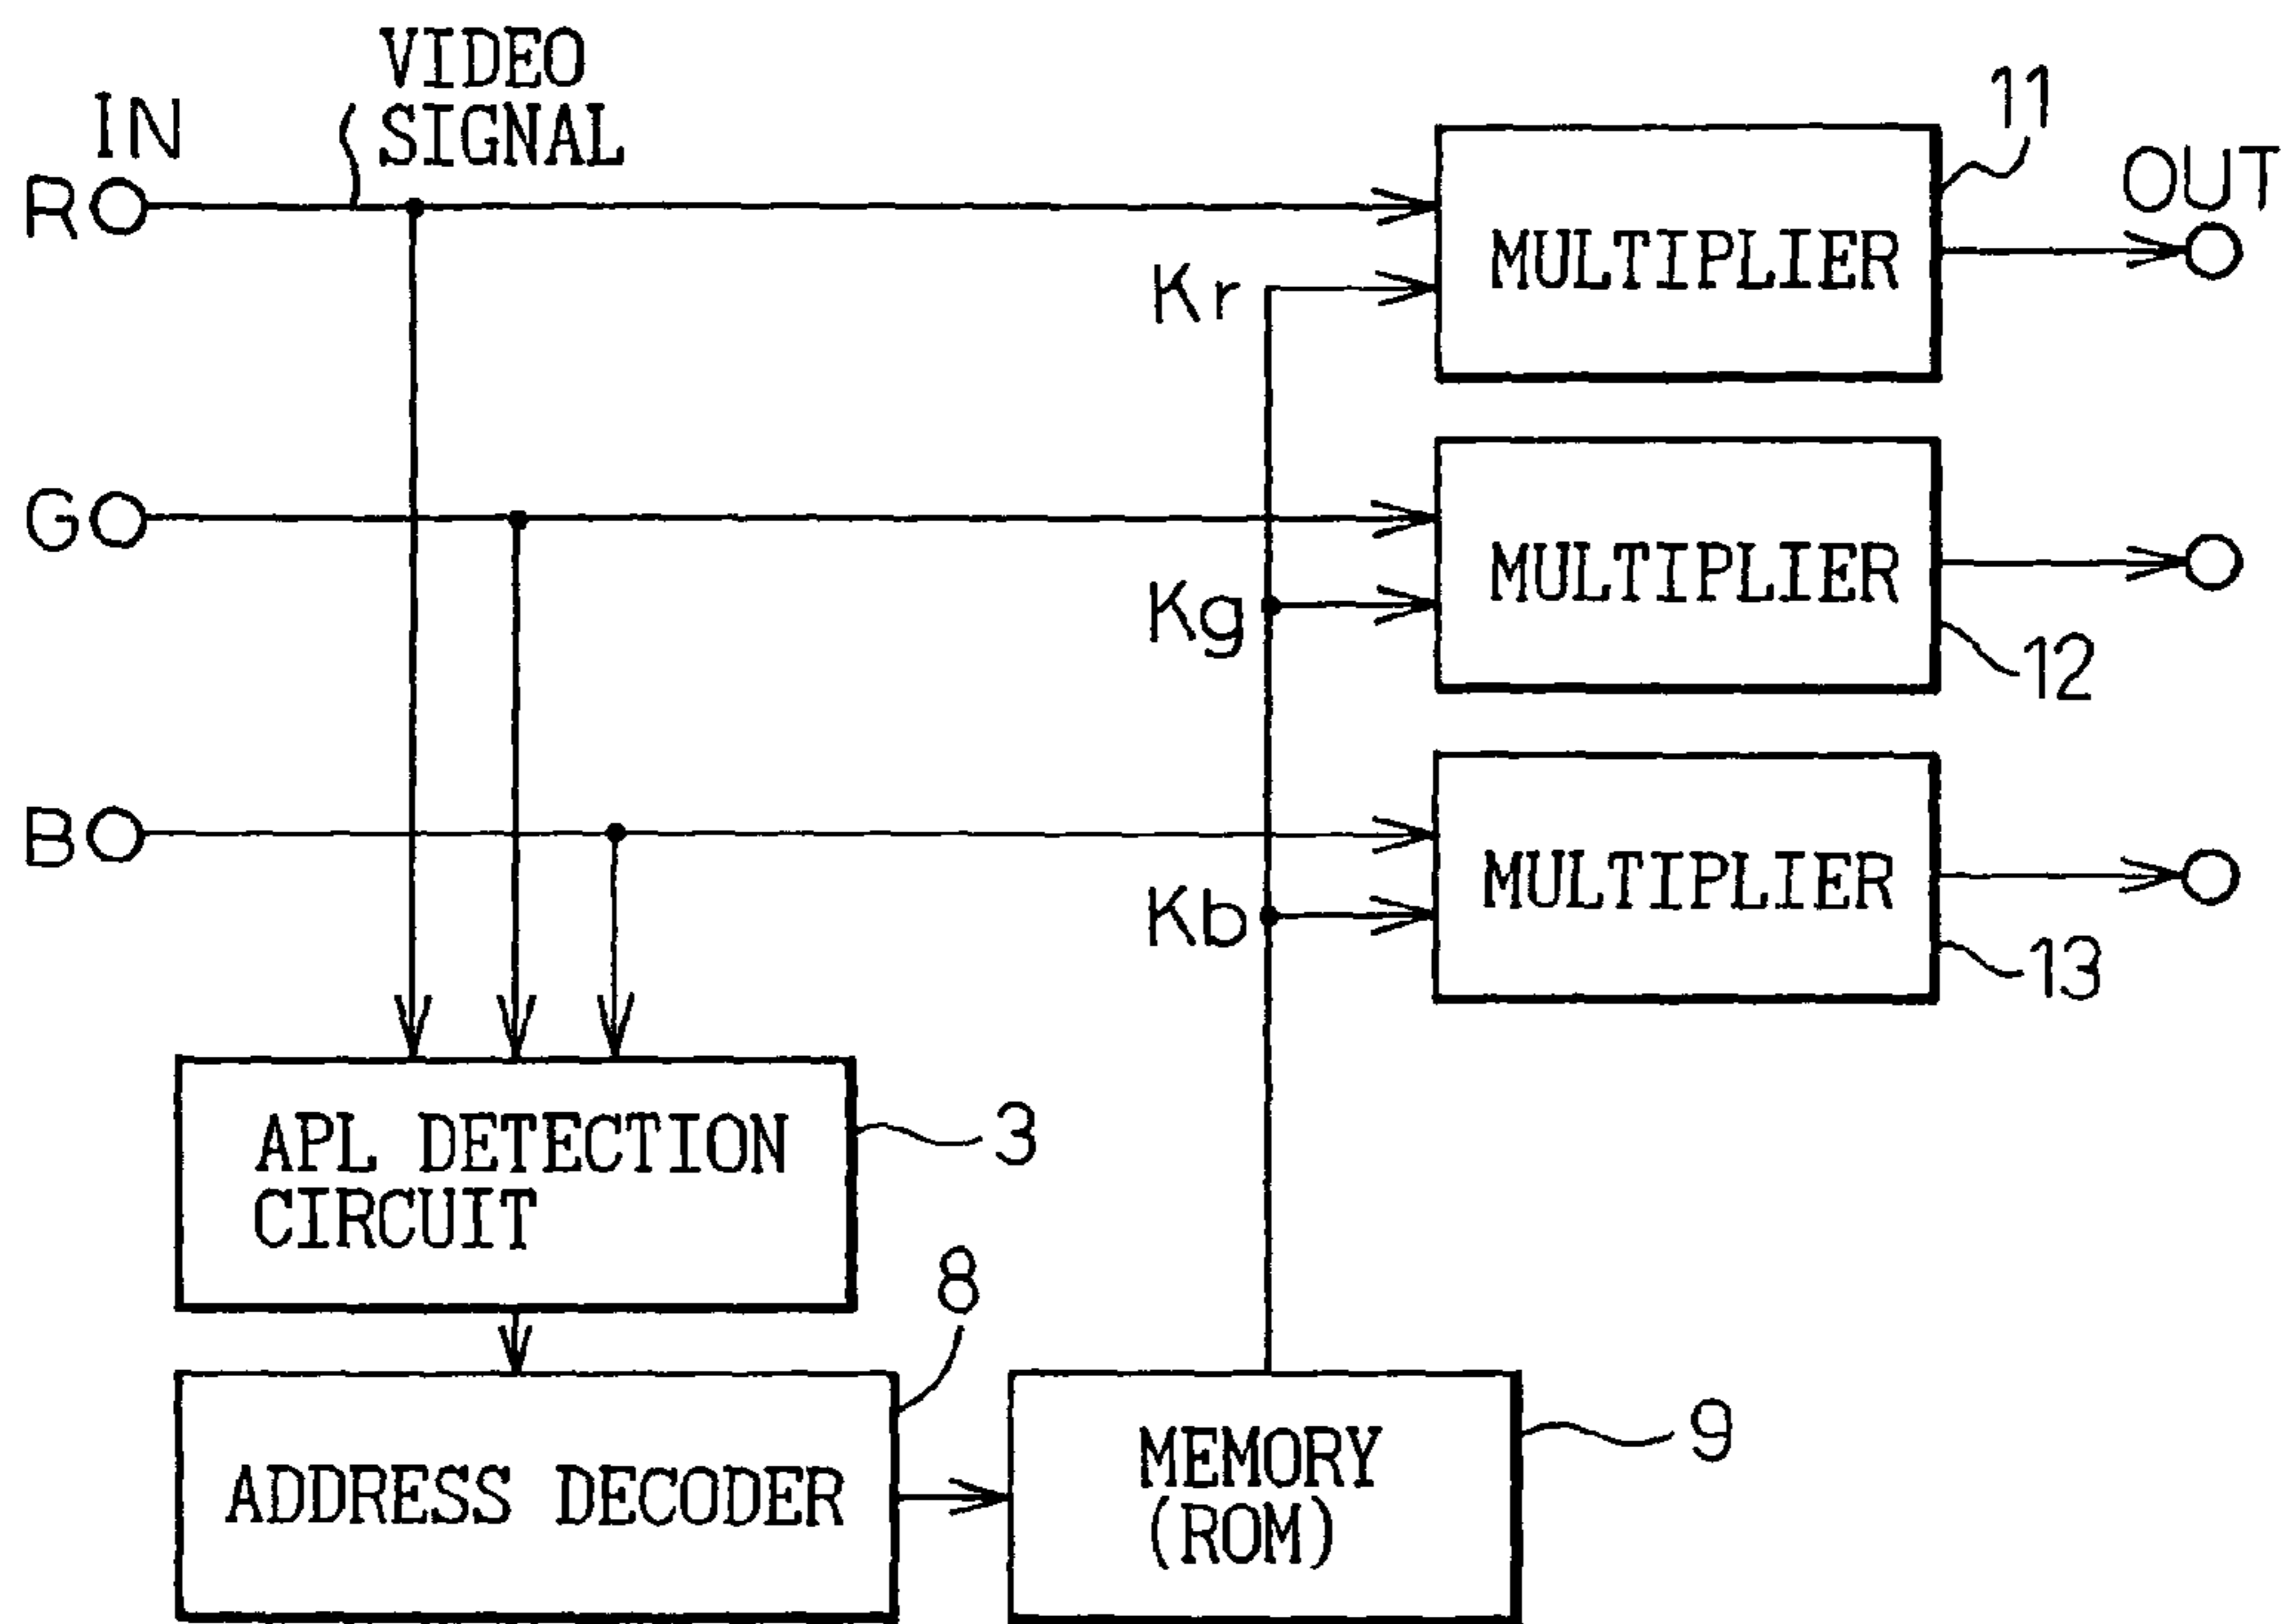 VIDEO
SIGNAL
IN
R
11
OUT
MULTIPLIER
Kr
G
MULTIPLIER
Kg
12
B
MULTIPLIER
Kb
13
APL DETECTION
CIRCUIT
3
8
ADDRESS DECODER
MEMORY
(ROM)
9